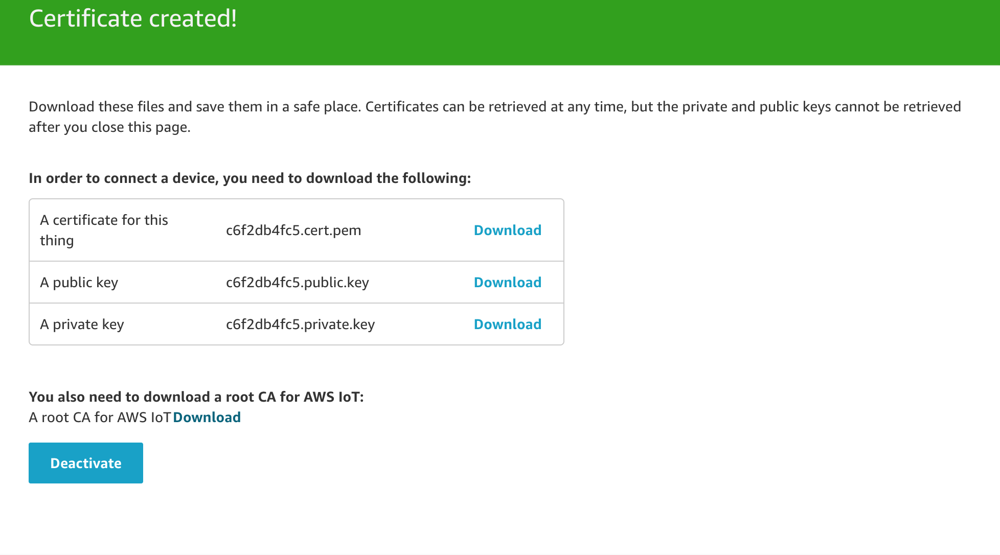 Certificate created!
Download these files and save them in a safe place. Certificates can be retrieved at any time, but the private and public keys cannot be retrieved
after you close this page.
In order to connect a device, you need to download the following:
A certificate for this
thing
c6f2db4fc5.cert.pem
Download
A public key
c6f2db4fc5.public.key
Download
A private key
c6f2db4fc5.private.key
Download
You also need to download a root CA for AWS IoT:
A root CA for AWS IoT Download
Deactivate